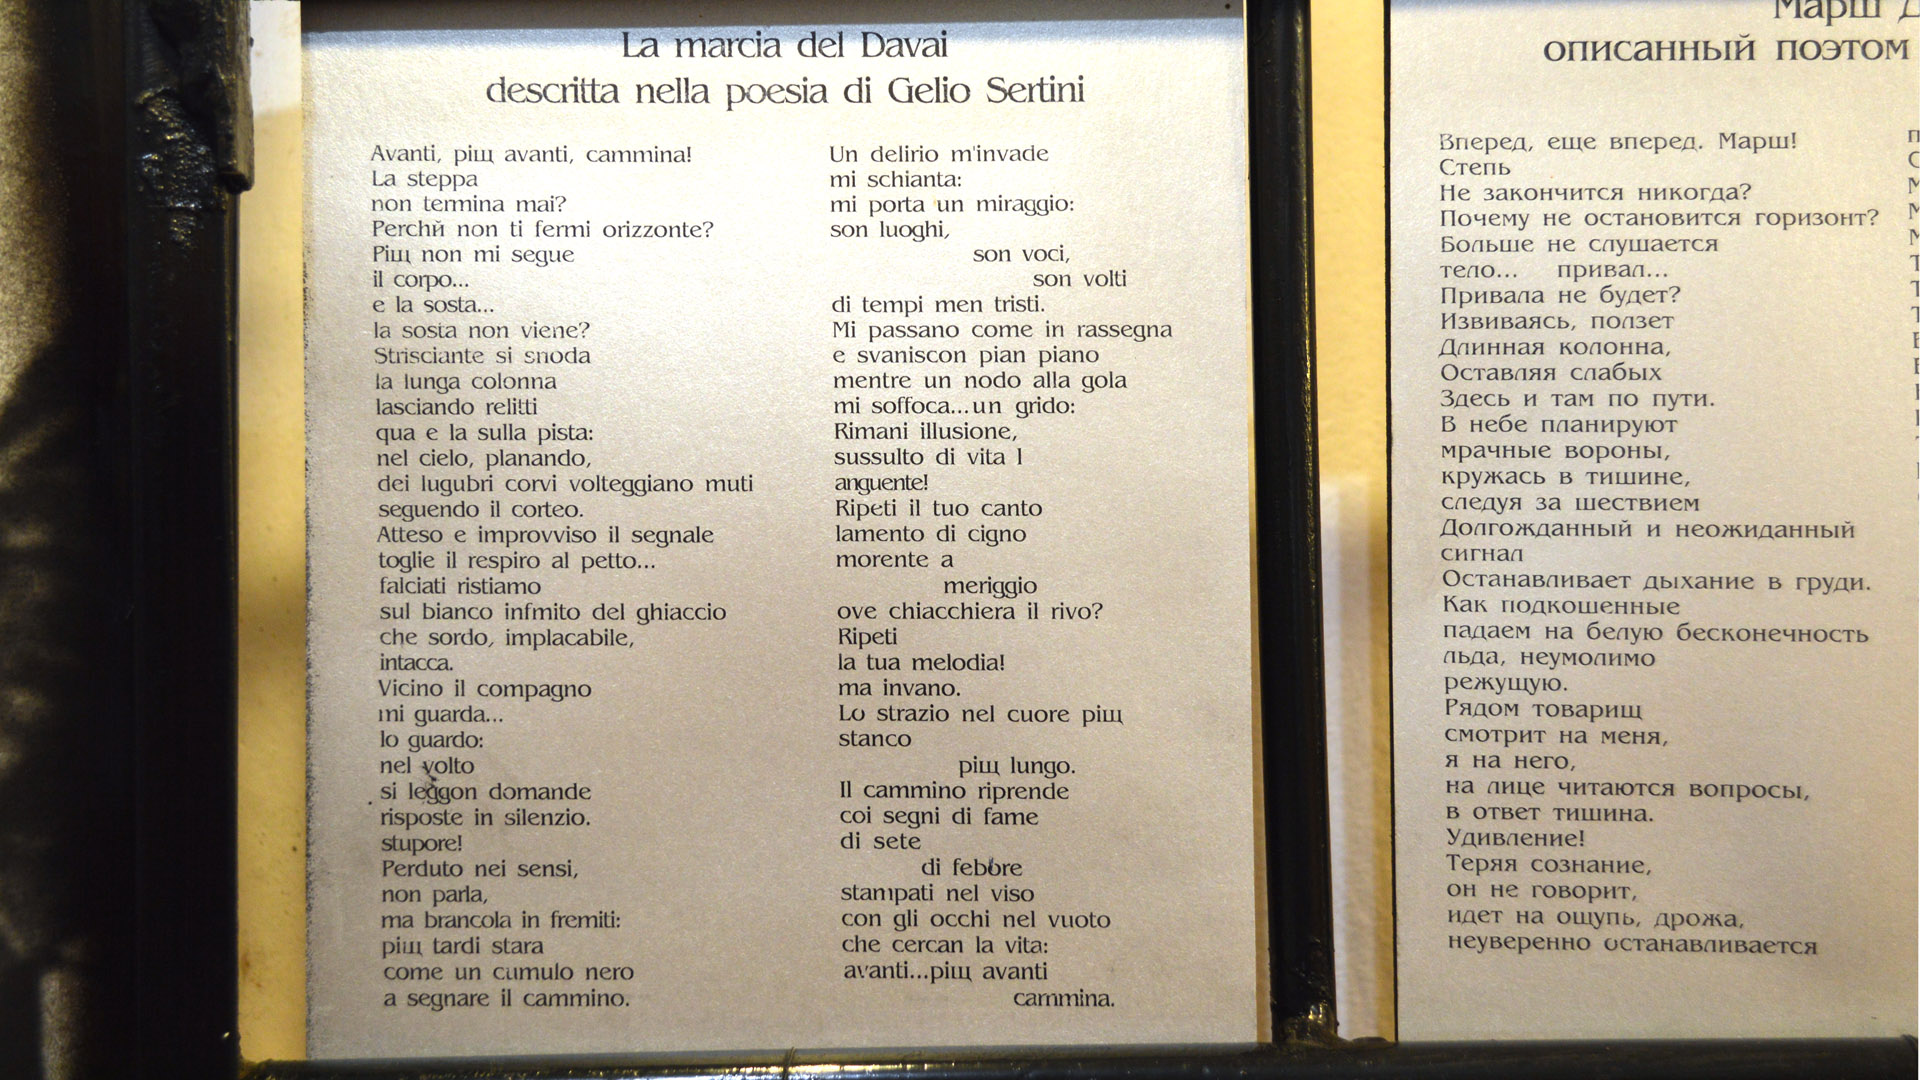 La marcia del Davai
descritta nella poesia di Gelio Sertini
Avanti, piщ avanti, cammina!
La steppa
non termina mai?
Perchй non ti fermi orizzonte?
Piщ non mi segue
il corpo...
e la sosta...
la sosta non viene?
Strisciante si snoda
la lunga colonna
lasciando relitti
qua e la sulla pista:
nel cielo, planando,
dei lugubri corvi volteggiano muti
seguendo il corteo.
Atteso e improvviso il segnale
toglie il respiro al petto...
falciati ristiamo
sul bianco infmito del ghiaccio
che sordo, implacabile,
intacca.
Vicino il compagno
mi guarda...
lo guardo:
nel volto
si leggon domande
risposte in silenzio.
stupore!
Perduto nei sensi,
non parla,
ma brancola in fremiti:
piщ tardi stara
come un cumulo nero
a segnare il cammino.
Un delirio m'invade
mi schianta:
mi porta un miraggio:
son luoghi,
son voci,
son volti
di tempi men tristi.
Mi passano come in rassegna
e svaniscon pian piano
mentre un nodo alla gola
mi soffoca...un grido:
Rimani illusione,
sussulto di vita l
anguente!
Ripeti il tuo canto
lamento di cigno
morente a
meriggio
ove chiacchiera il rivo?
Ripeti
la tua melodia!
ma invano.
Lo strazio nel cuore piщ
stanco
piщ lungo.
Il cammino riprende
coi segni di fame
di sete
di febbre
stampati nel viso
con gli occhi nel vuoto
che cercan la vita:
avanti...piщ avanti
cammina.
Марш Д
описанный поэтом
Вперед, еще вперед. Марш!
Степь
Не закончится никогда?
Почему не остановится горизонт?
Больше не слушается
тело... привал...
Привала не будет?
Извиваясь, ползет
Длинная колонна,
Оставляя слабых
Здесь и там по пути.
В небе планируют
мрачные вороны,
кружась в тишине,
следуя за шествием
Долгожданный и неожиданный
сигнал
Останавливает дыхание в груди.
Как подкошенные
падаем на белую бесконечность
льда, неумолимо
режущую.
Рядом товарищ
смотрит на меня,
я на него,
на лице читаются вопросы,
в ответ тишина.
Удивление!
Теряя сознание,
он не говорит,
идет на ощупь, дрожа,
неуверенно останавливается